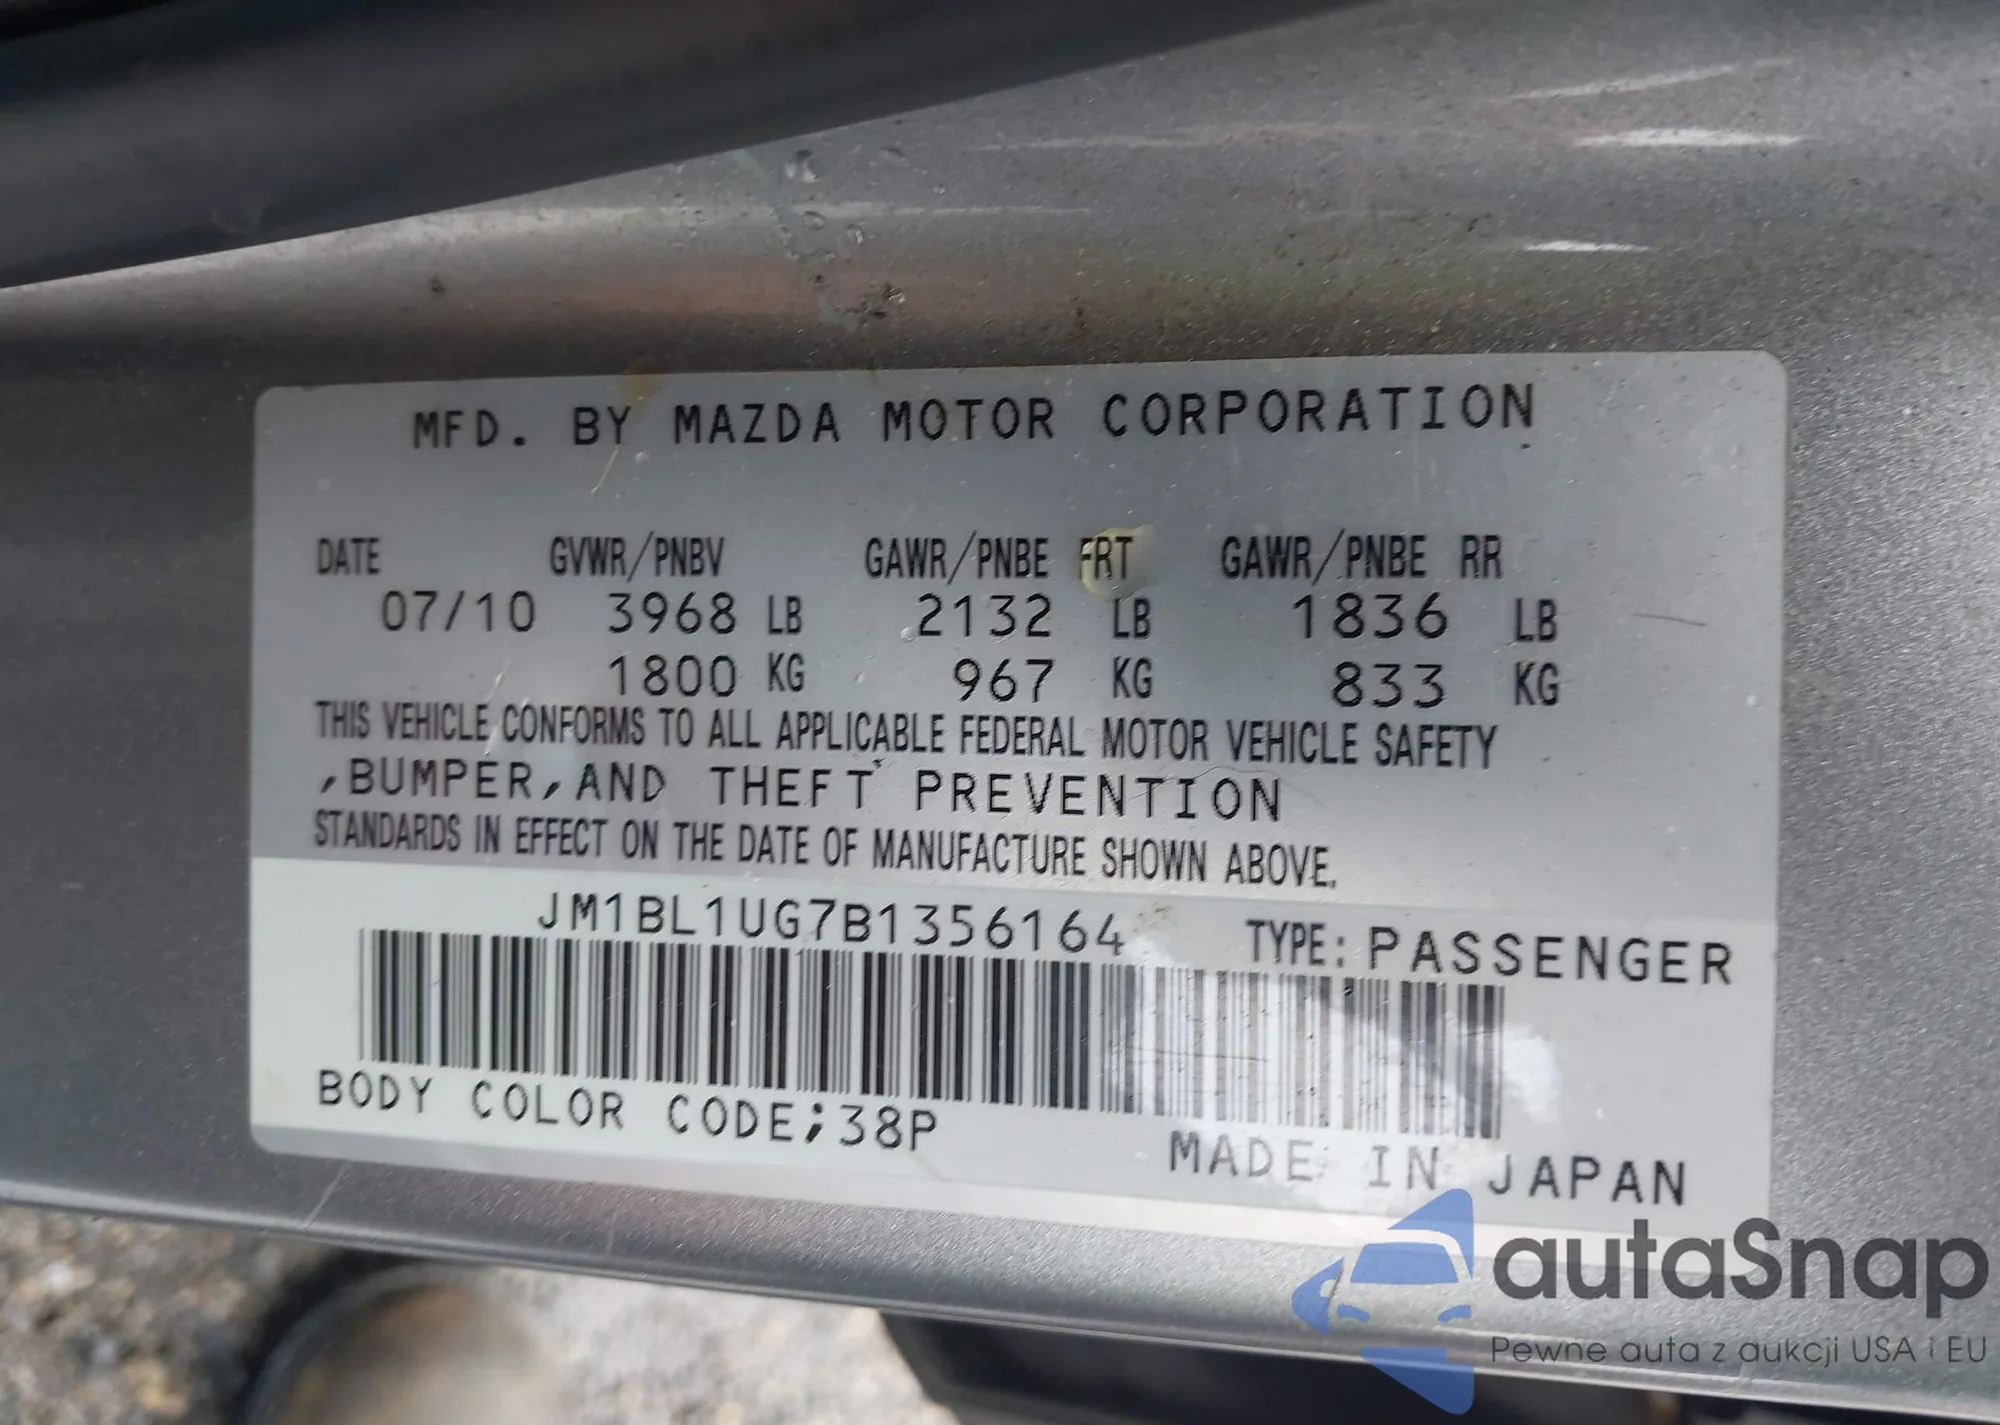 MFD. BY MAZDA MOTOR CORPORATION
DATE GVWR/PNBV GAWR/PNBE FRT GAWR/PNBE RR
07/10 3968 LB 2132 LB 1836 LB
1800 KG 967 KG 833 KG
THIS VEHICLE CONFORMS TO ALL APPLICABLE FEDERAL MOTOR VEHICLE SAFETY
,BUMPER,AND THEFT PREVENTION
STANDARDS IN EFFECT ON THE DATE OF MANUFACTURE SHOWN ABOVE.
JM1BL1UG7B1356164 TYPE: PASSENGER
BODY COLOR CODE;38P
MADE IN JAPAN
autaSnap
Pewne auta z aukcji USA i EU